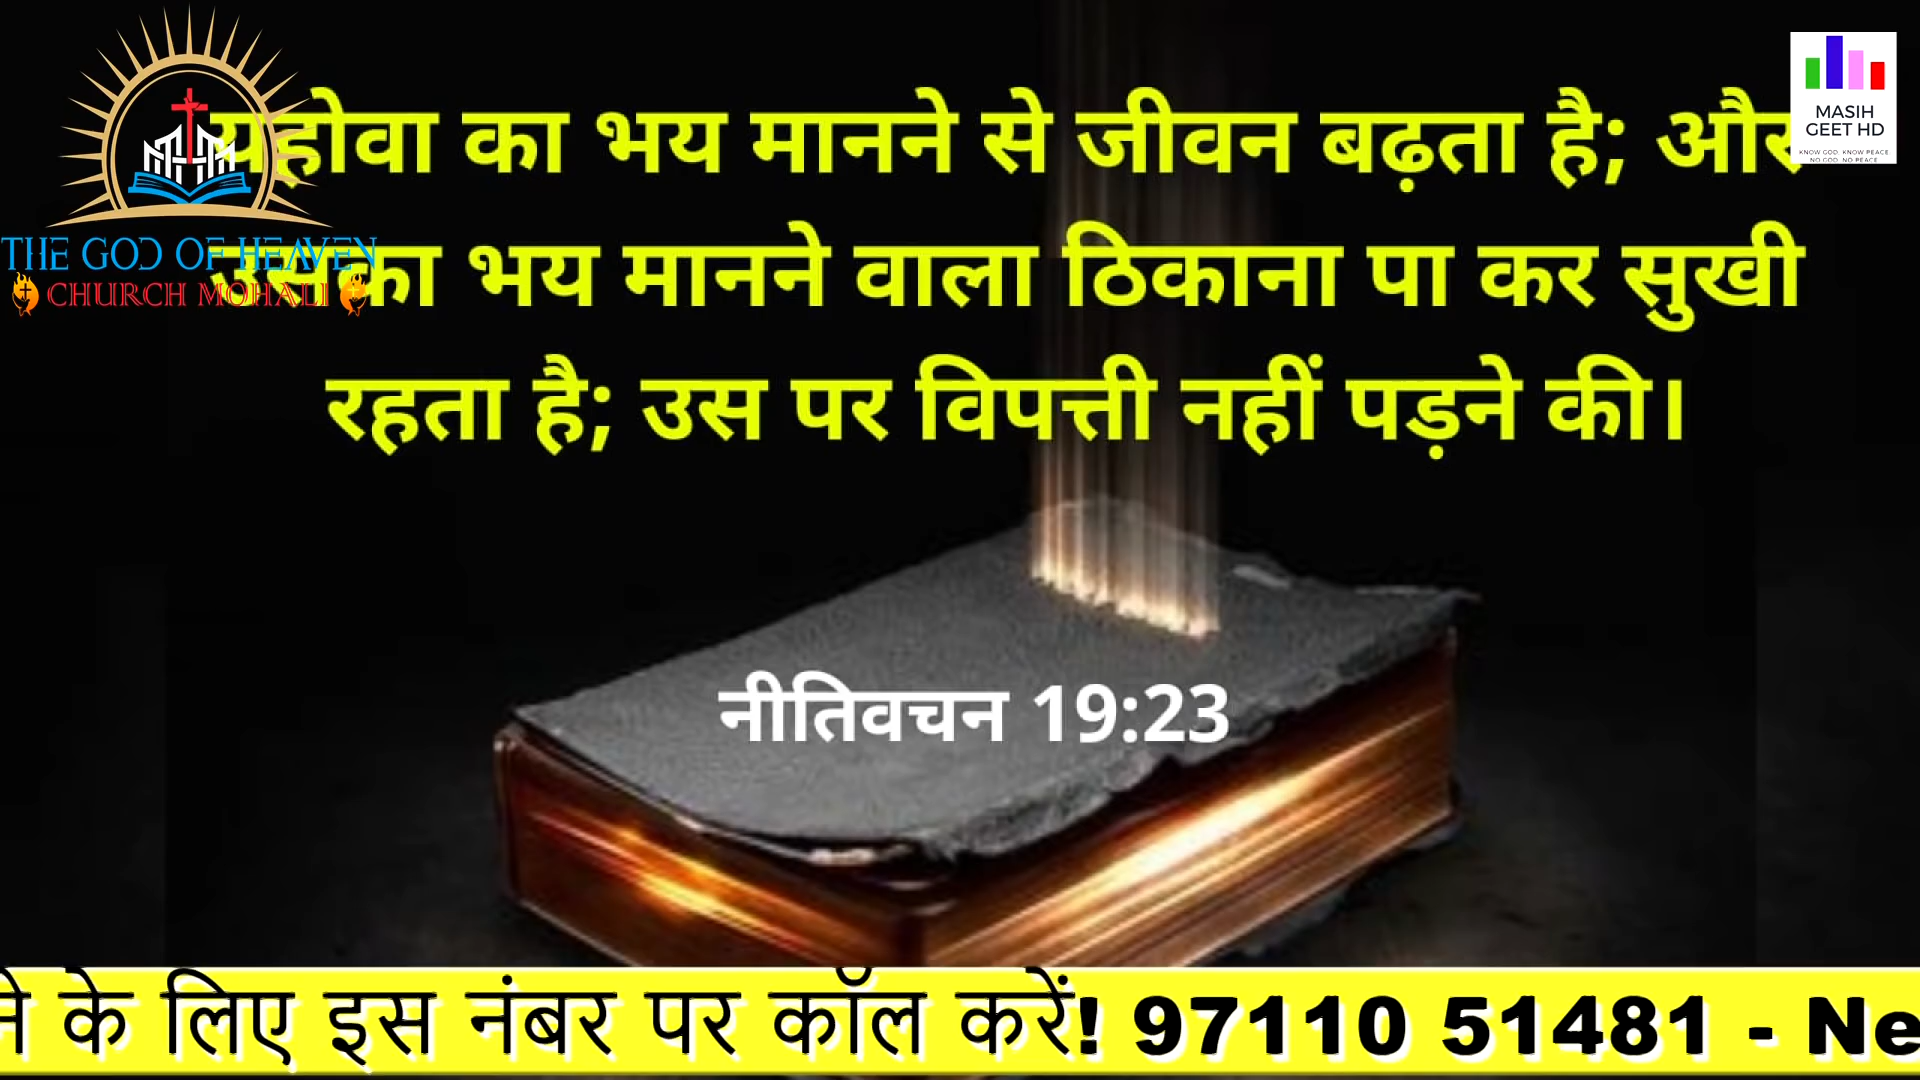 यहोवा का भय मानने से जीवन बढ़ता है; और
उसका भय मानने वाला ठिकाना पा कर सुखी
रहता है; उस पर विपत्ती नहीं पड़ने की।
नीतिवचन 19:23
THE GOD OF HEAVEN
CHURCH MOHALI
MASIH
GEET HD
KNOW GOD, KNOW PEACE
NO GOD, NO PEACE
के लिए इस नंबर पर कॉल करें! 97110 51481 - Ne